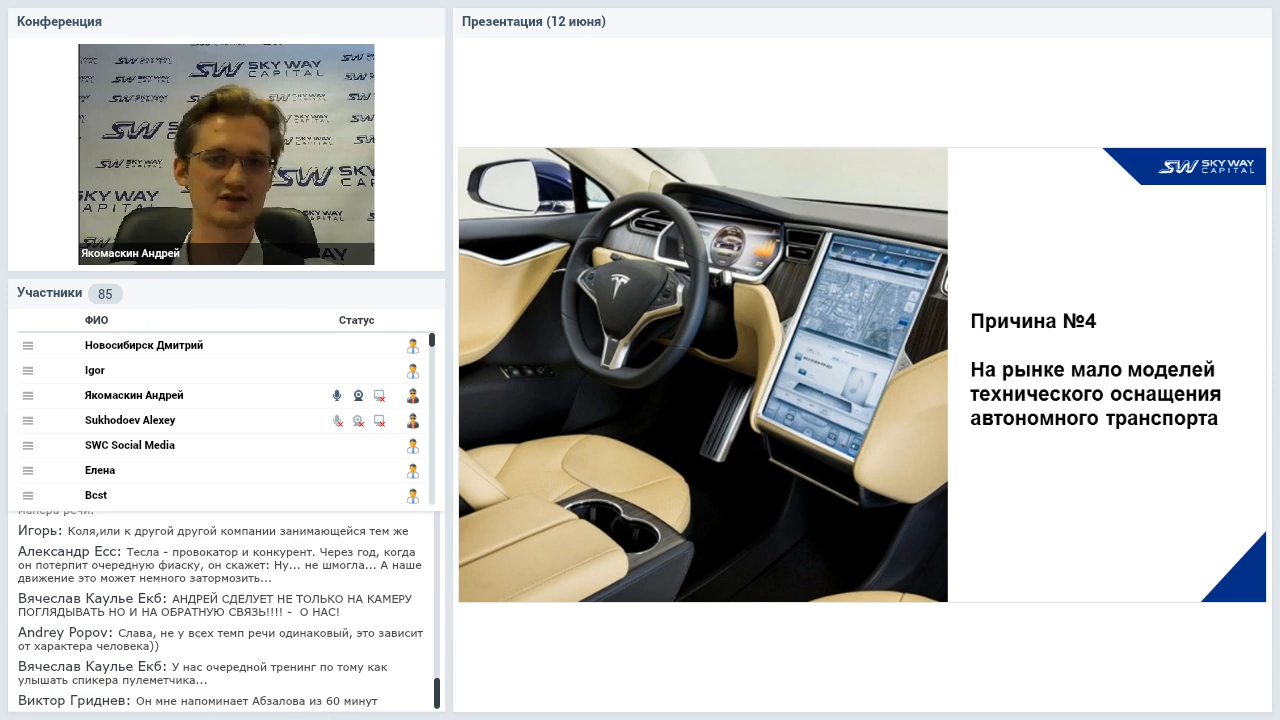 Конференция
SW SKY WAY CAPITAL
Якомаскин Андрей
Участники 85
ФИО Статус
Новосибирск Дмитрий
Igor
Якомаскин Андрей
Sukhodoev Alexey
SWC Social Media
Елена
Bcst
манера речи.
Игорь: Коля,или к другой другой компании занимающейся тем же
Александр Есс: Тесла - провокатор и конкурент. Через год, когда
он потерпит очередную фиаску, он скажет: Ну... не шмогла... А наше
движение это может немного затормозить...
Вячеслав Каулье Екб: АНДРЕЙ СДЕЛУЕТ НЕ ТОЛЬКО НА КАМЕРУ
ПОГЛЯДЫВАТЬ НО И НА ОБРАТНУЮ СВЯЗЬ!!!! - О НАС!
Andrey Popov: Слава, не у всех темп речи одинаковый, это зависит
от характера человека))
Вячеслав Каулье Екб: У нас очередной тренинг по тому как
улышать спикера пулеметчика...
Виктор Гриднев: Он мне напоминает Абзалова из 60 минут
Презентация (12 июня)
SW SKY WAY
CAPITAL
Причина №4
На рынке мало моделей
технического оснащения
автономного транспорта